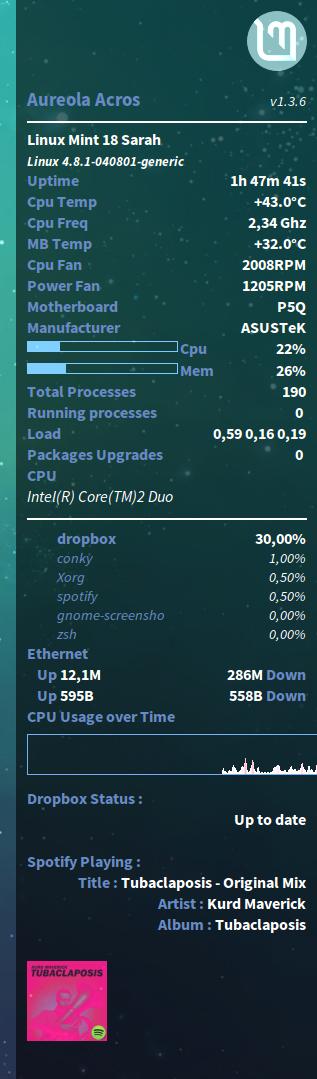 Aureola Acros v1.3.6
Linux Mint 18 Sarah
Linux 4.8.1-040801-generic
Uptime 1h 47m 41s
Cpu Temp +43.0°C
Cpu Freq 2,34 Ghz
MB Temp +32.0°C
Cpu Fan 2008RPM
Power Fan 1205RPM
Motherboard P5Q
Manufacturer ASUSTeK
Cpu 22%
Mem 26%
Total Processes 190
Running processes 0
Load 0,59 0,16 0,19
Packages Upgrades 0
CPU
Intel(R) Core(TM)2 Duo
dropbox 30,00%
conky 1,00%
Xorg 0,50%
spotify 0,50%
gnome-screensho 0,00%
zsh 0,00%
Ethernet
Up 12,1M 286M Down
Up 595B 558B Down
CPU Usage over Time
Dropbox Status :
Up to date
Spotify Playing :
Title : Tubaclaposis - Original Mix
Artist : Kurd Maverick
Album : Tubaclaposis
KURD MAVERICK
TUBACLAPOSIS